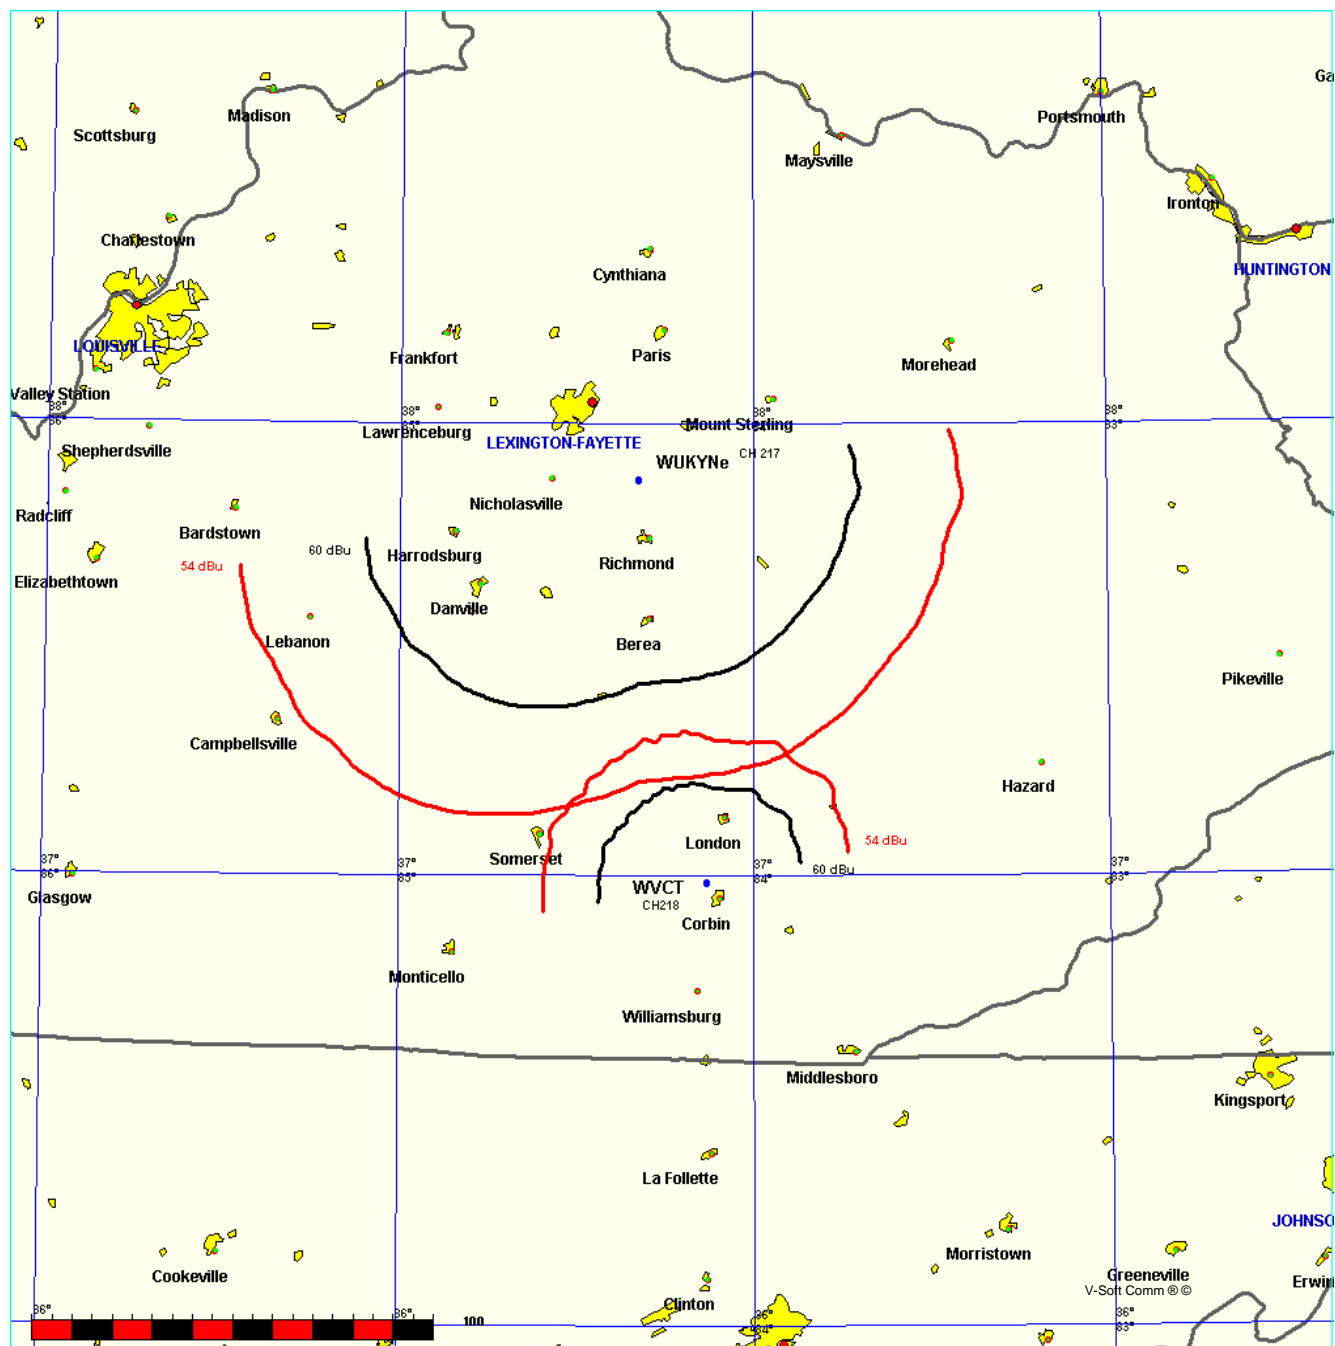 Ga
Scottsburg
Madison
Portsmouth
Maysville
Ironton
Charlestown
Cynthiana
HUNTINGTON
LOUISVILLE
Frankfort
Paris
Morehead
Valley Station
38°
86°
38°
85°
38°
84°
38°
83°
Lawrenceburg
Mount Sterling
LEXINGTON-FAYETTE
Shepherdsville
WUKYNe
CH 217
Nicholasville
Radcliff
Bardstown
60 dBu
Harrodsburg
Richmond
54 dBu
Elizabethtown
Danville
Lebanon
Berea
Pikeville
Campbellsville
Hazard
London
54 dBu
Somerset
37°
86°
37°
85°
37°
84°
60 dBu
37°
83°
WVCT
CH218
Glasgow
Corbin
Monticello
Williamsburg
Middlesboro
Kingsport
La Follette
JOHNSO
Morristown
Cookeville
Greeneville
Erwin
V-Soft Comm ® ©
Clinton
36°
36°
100
36°
84°
36°
83°